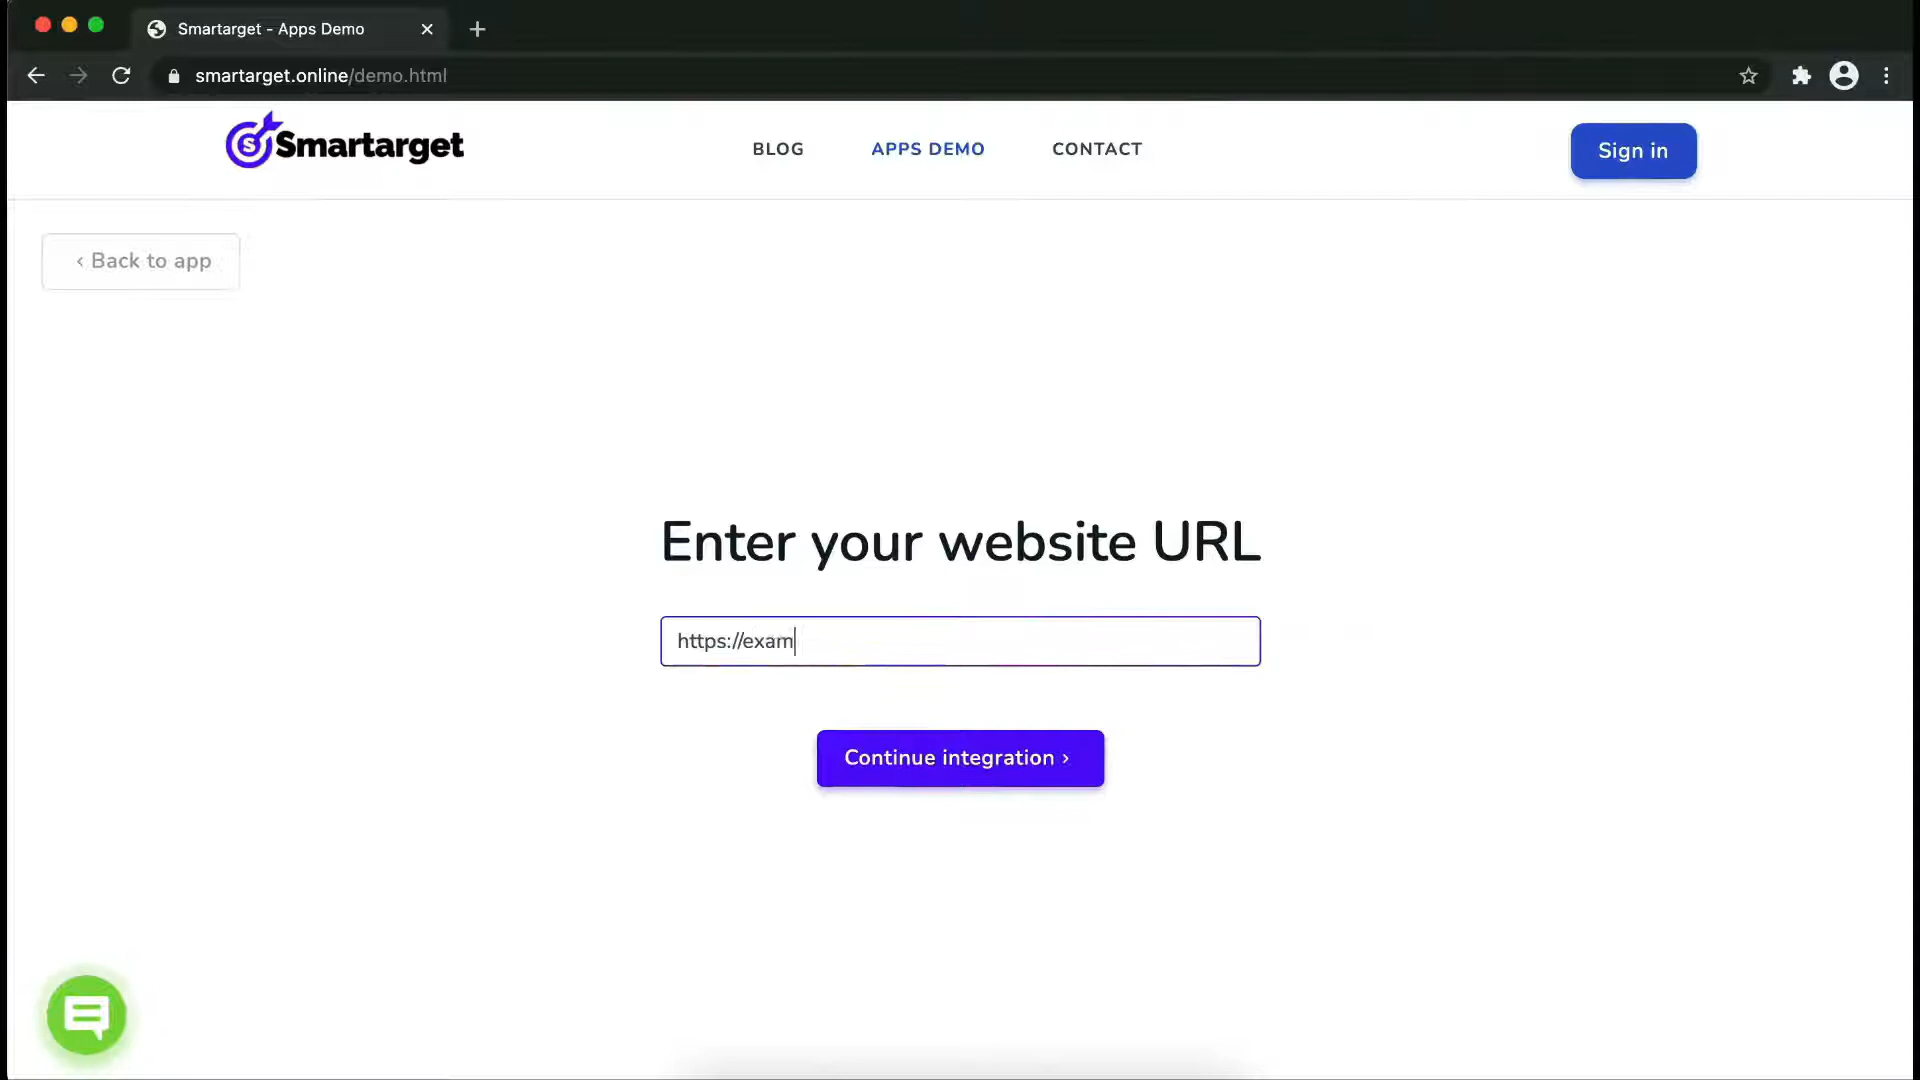 Smartarget - Apps Demo
smartarget.online/demo.html
Smartarget
BLOG
APPS DEMO
CONTACT
Sign in
‹ Back to app
Enter your website URL
https://exam
Continue integration ›